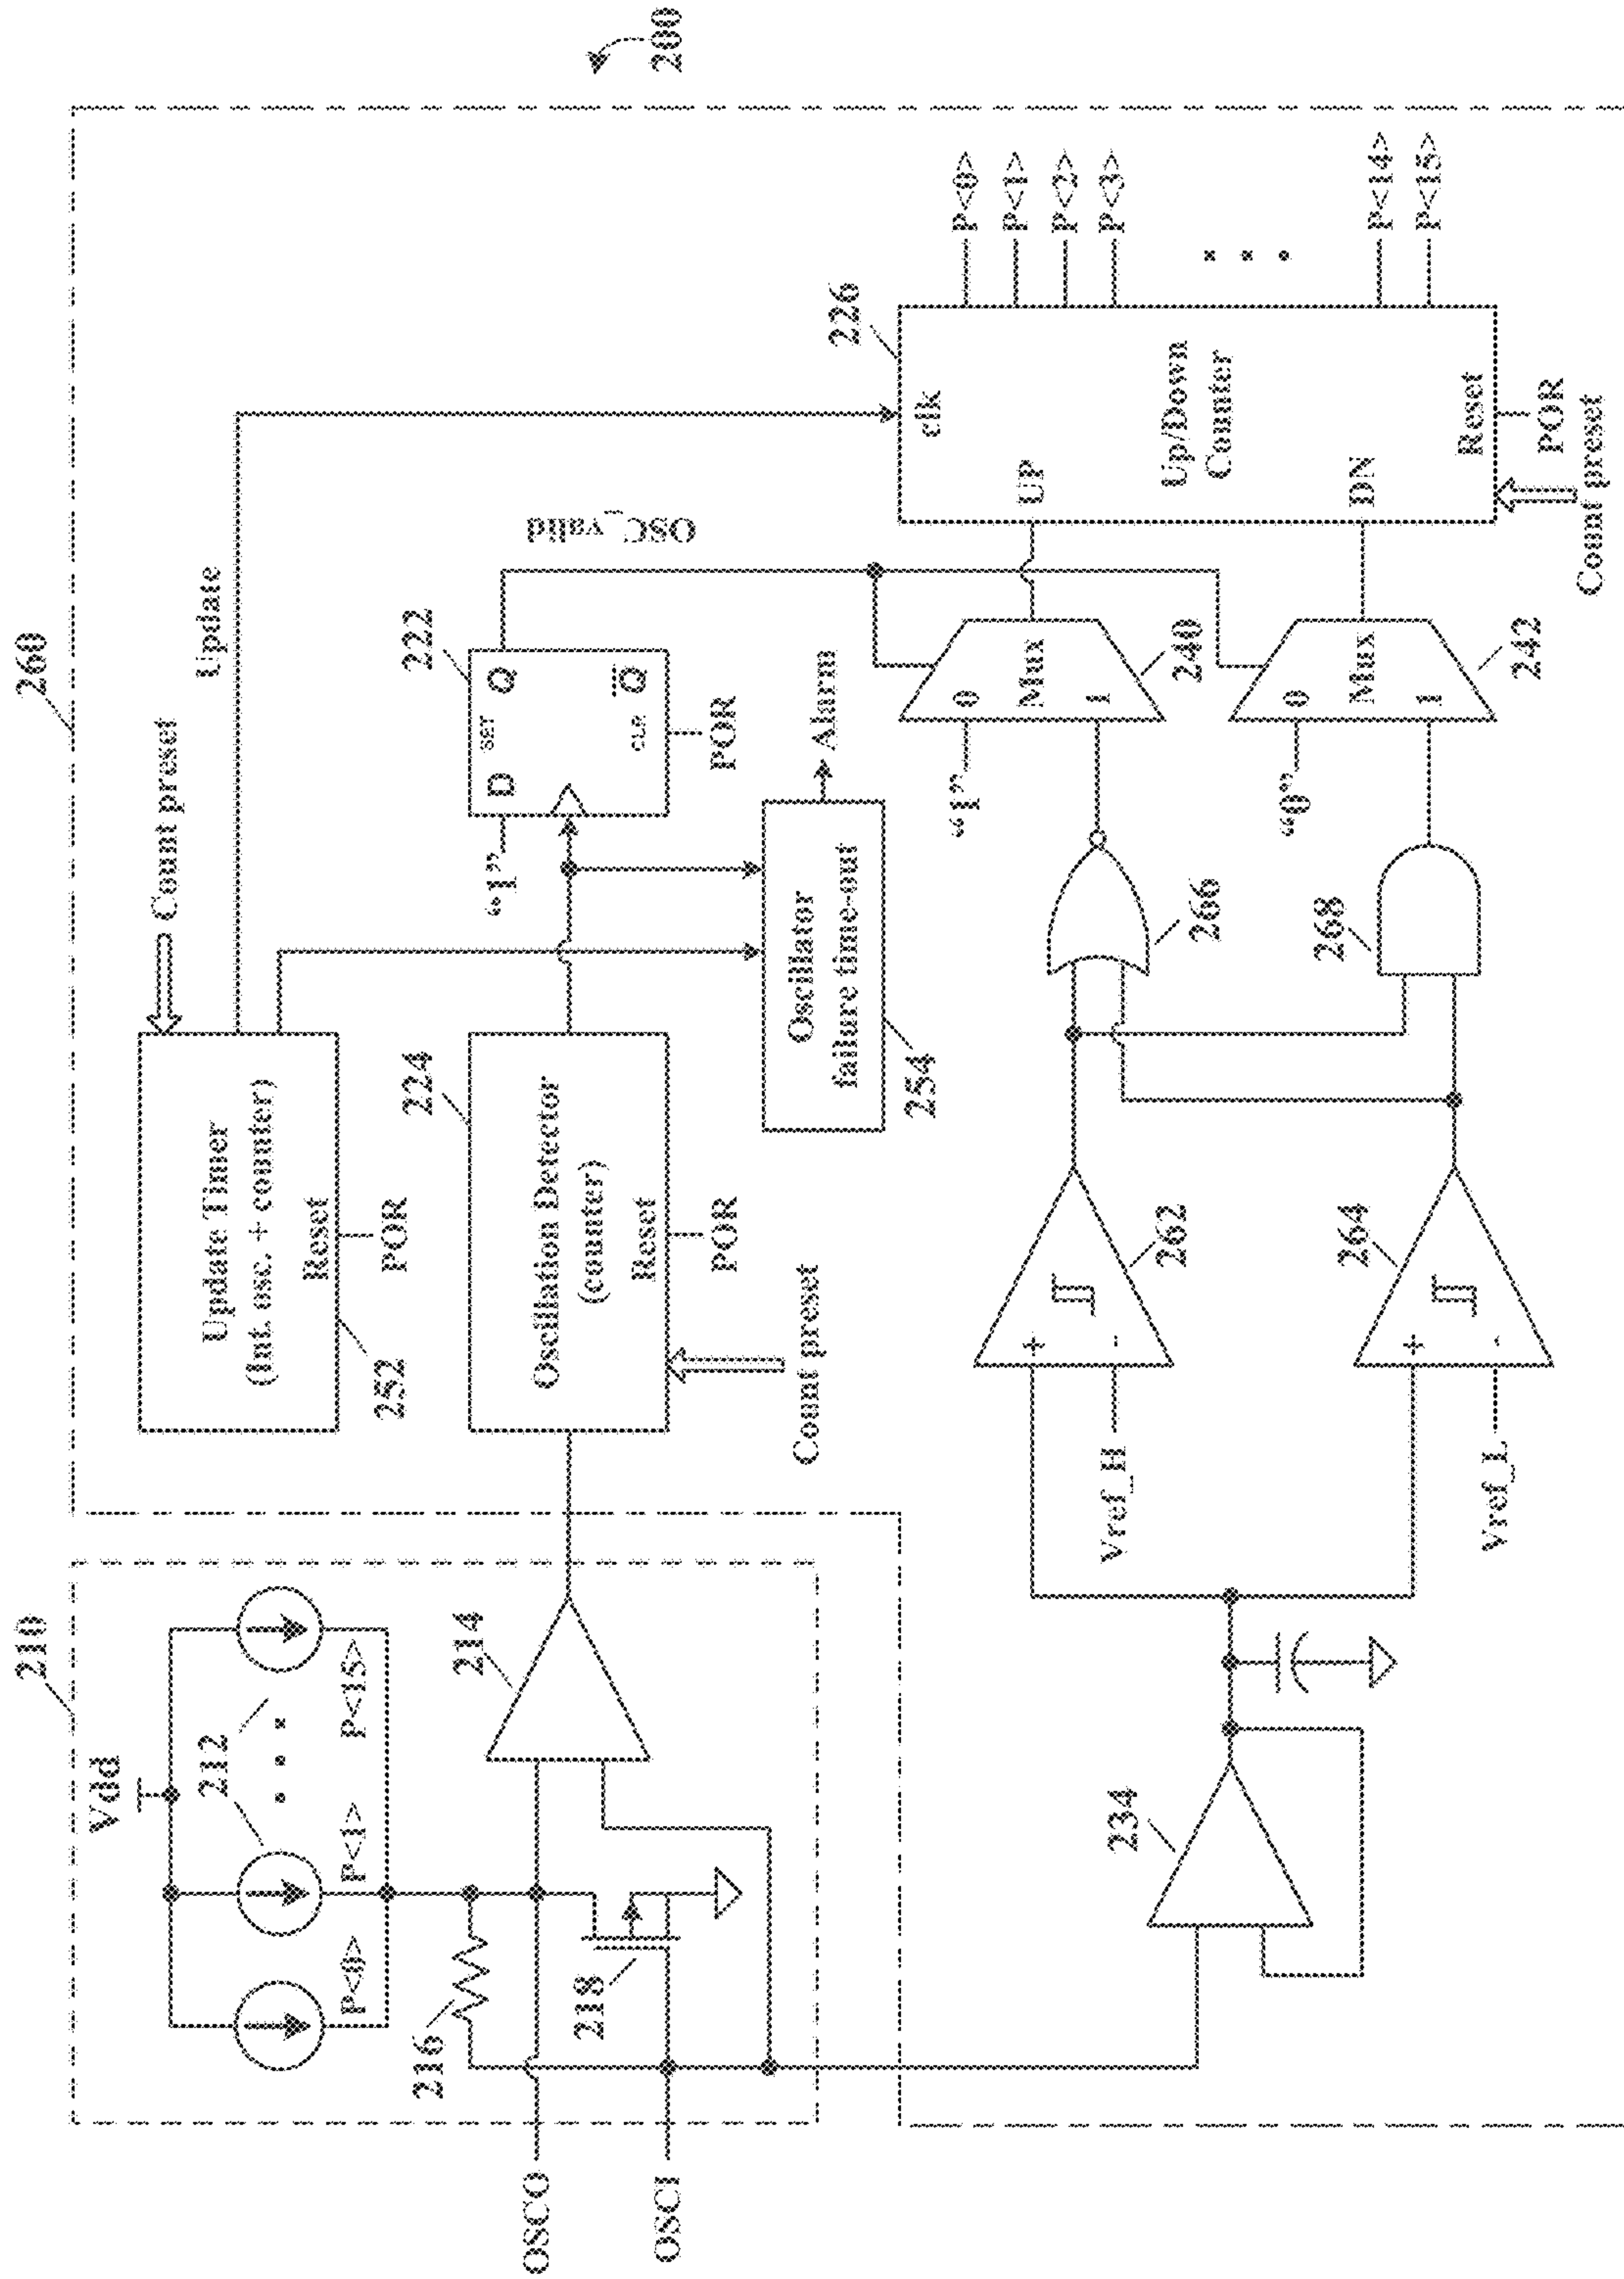 200
260
210
Vdd
212
P<0>
P<1>
P<15>
216
218
214
OSCO
OSCI
Update Timer
(Int. osc. + counter)
Reset
POR
252
Count preset
Update
Oscillation Detector
(counter)
Reset
224
POR
Count preset
"1"
D
SET
Q
CLR
Q
222
POR
OSC_valid
Oscillator
failure time-out
254
Alarm
234
Vref_H
+
-
262
Vref_L
+
-
264
266
268
"1"
0
Mux
1
240
"0"
0
Mux
1
242
226
clk
UP
Up/Down
Counter
DN
Reset
POR
Count preset
P<0>
P<1>
P<2>
P<3>
P<14>
P<15>